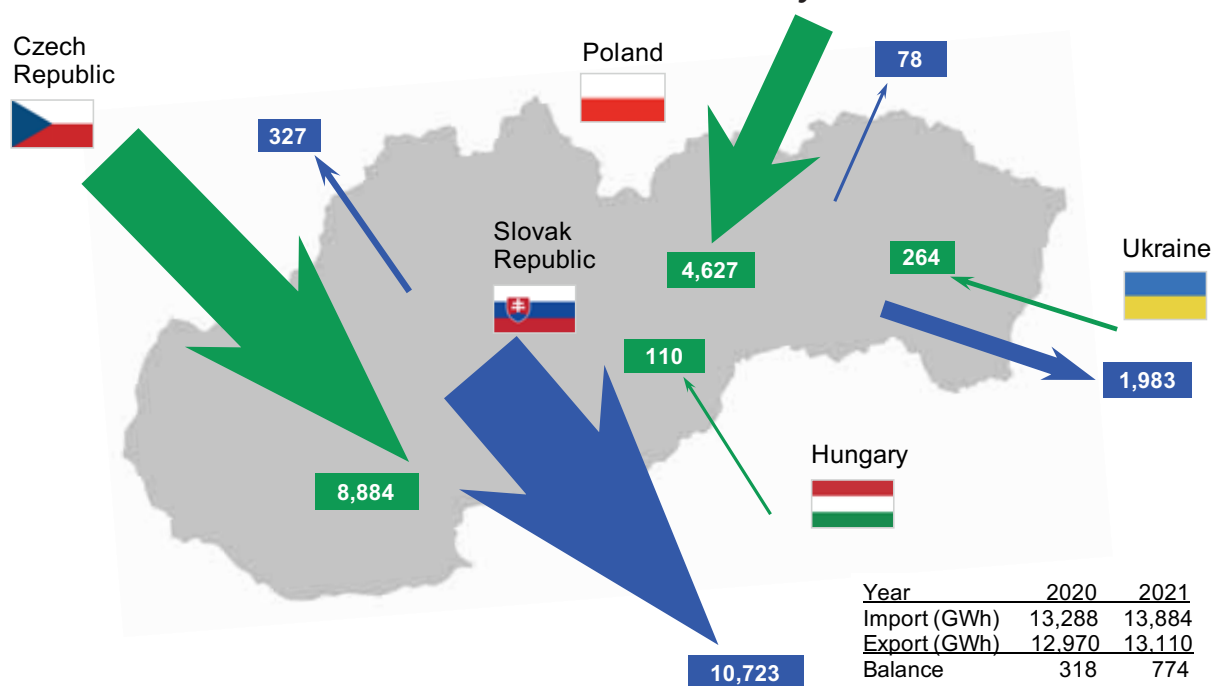 Czech
Republic
Poland
78
327
Slovak
Republic
4,627
264
Ukraine
110
1,983
Hungary
8,884
10,723
Year 2020 2021
Import (GWh) 13,288 13,884
Export (GWh) 12,970 13,110
Balance 318 774